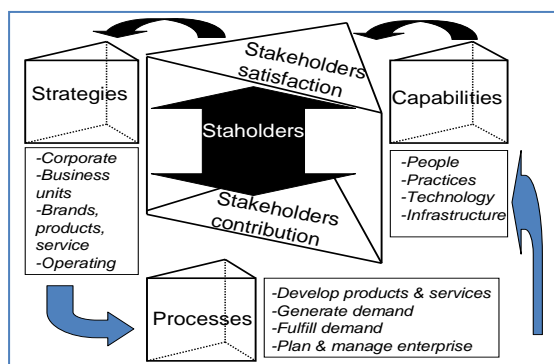 Stakeholders
satisfaction
Strategies
Capabilities
Staholders
-Corporate
-Business
units
-Brands,
products,
service
-Operating
-People
-Practices
-Technology
-Infrastructure
Stakeholders
contribution
Processes
-Develop products & services
-Generate demand
-Fulfill demand
-Plan & manage enterprise